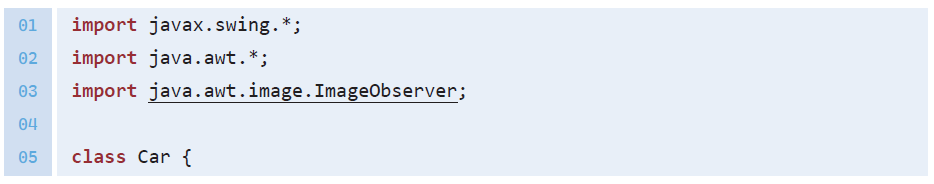 01 import javax.swing.*;
02 import java.awt.*;
03 import java.awt.image.ImageObserver;
04
05 class Car {